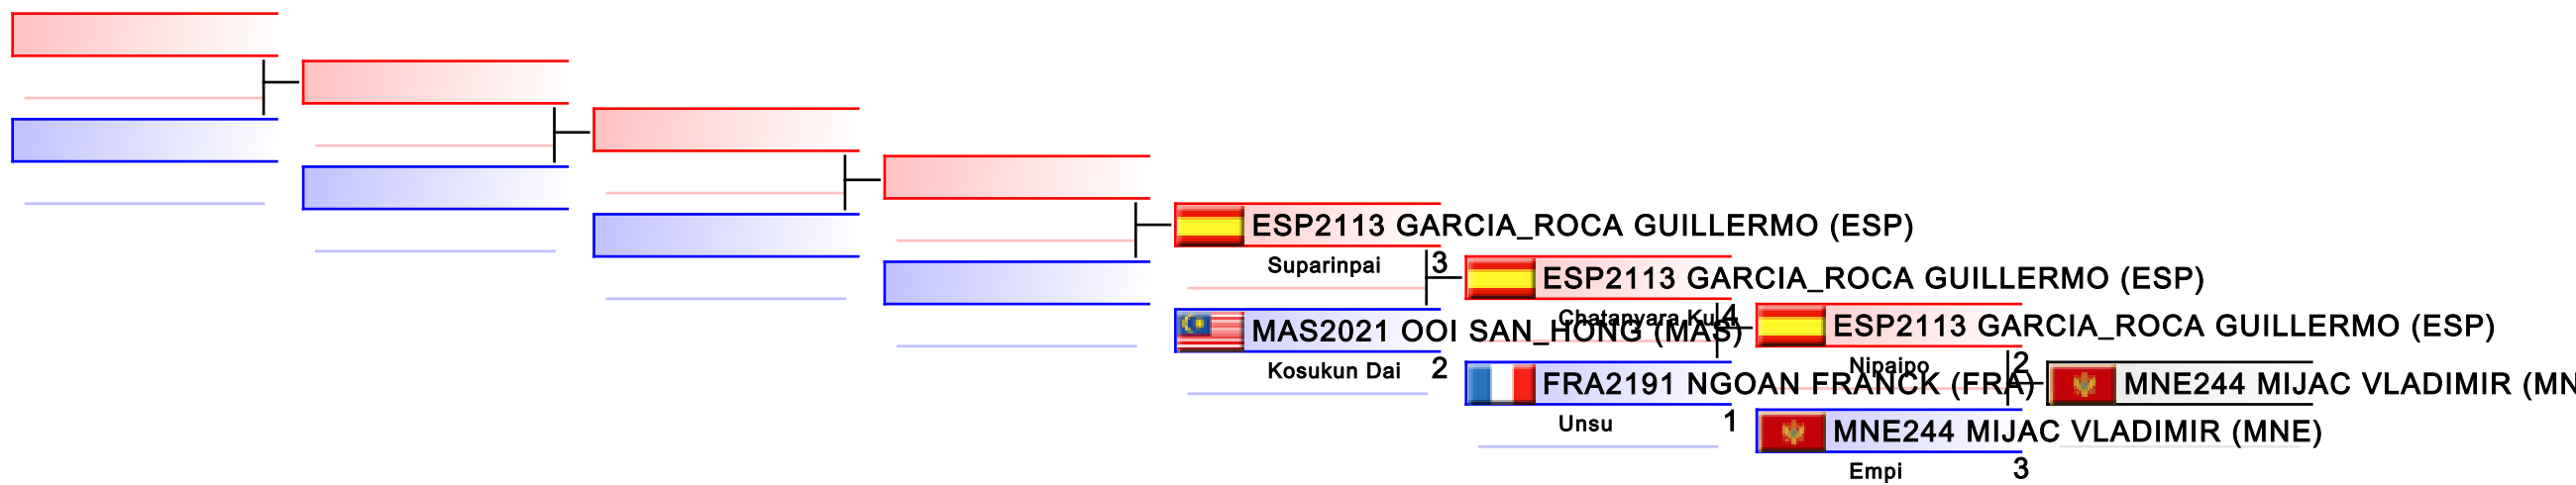 ESP2113 GARCIA_ROCA GUILLERMO (ESP)
Suparinpai 3
ESP2113 GARCIA_ROCA GUILLERMO (ESP)
Chatanyara Ku 4
MAS2021 OOI SAN_HONG (MAS)
Kosukun Dai 2
ESP2113 GARCIA_ROCA GUILLERMO (ESP)
Nipaipo 2
FRA2191 NGOAN FRANCK (FRA)
Unsu 1
MNE244 MIJAC VLADIMIR (MN
MNE244 MIJAC VLADIMIR (MNE)
Empi 3